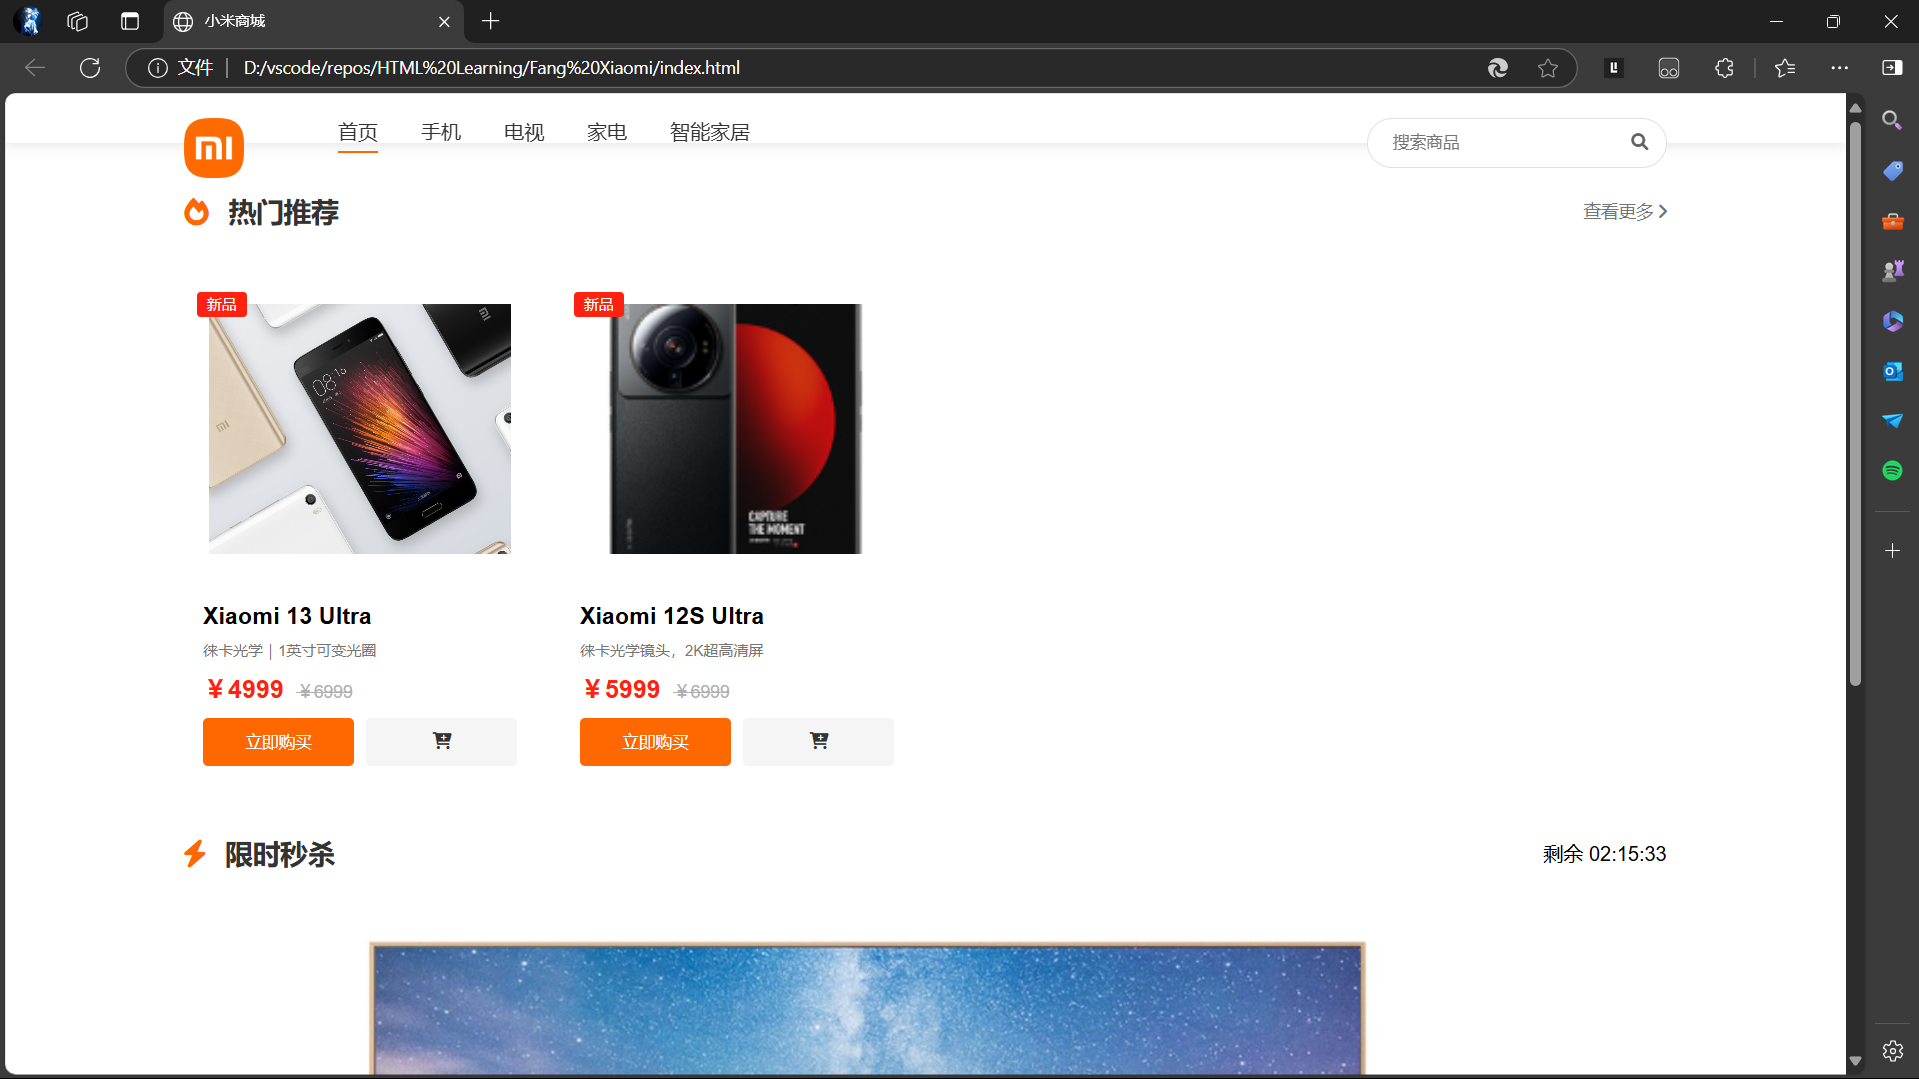 小米商城
文件 D:/vscode/repos/HTML%20Learning/Fang%20Xiaomi/index.html
首页 手机 电视 家电 智能家居
搜索商品
热门推荐
查看更多
新品
新品
08:10
CAPTURE
THE MOMENT
Xiaomi 13 Ultra
徕卡光学｜1英寸可变光圈
￥4999 ￥6999
立即购买
Xiaomi 12S Ultra
徕卡光学镜头，2K超高清屏
￥5999 ￥6999
立即购买
限时秒杀
剩余 02:15:33